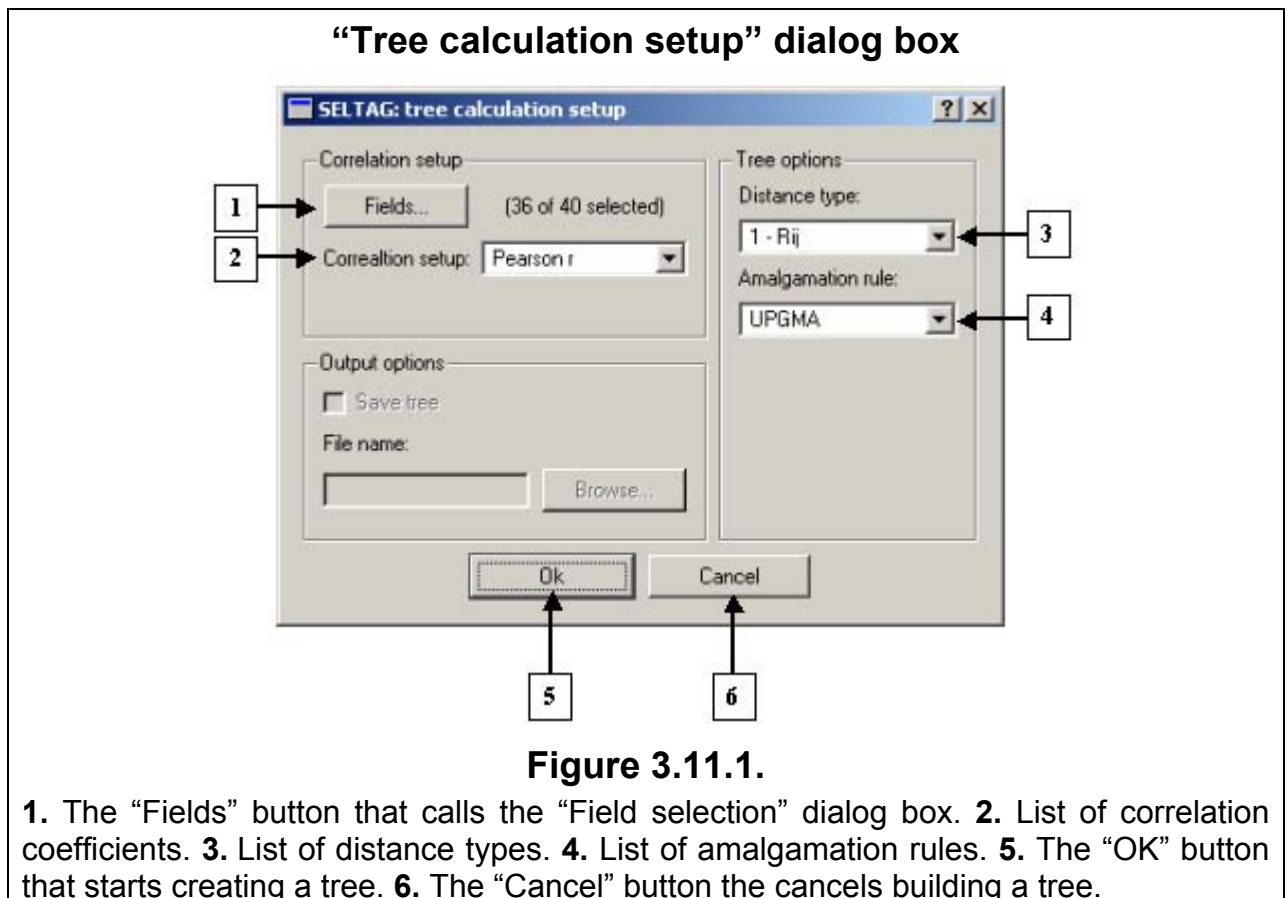 “Tree calculation setup” dialog box
SELTAG: tree calculation setup
Correlation setup
1
Fields...
(36 of 40 selected)
2
Correaltion setup:
Pearson r
Tree options
Distance type:
1 - Rij
3
Amalgamation rule:
UPGMA
4
Output options
Save tree
File name:
Browse...
Ok
Cancel
5
6
Figure 3.11.1.
1. The “Fields” button that calls the “Field selection” dialog box. 2. List of correlation
coefficients. 3. List of distance types. 4. List of amalgamation rules. 5. The “OK” button
that starts creating a tree. 6. The “Cancel” button the cancels building a tree.